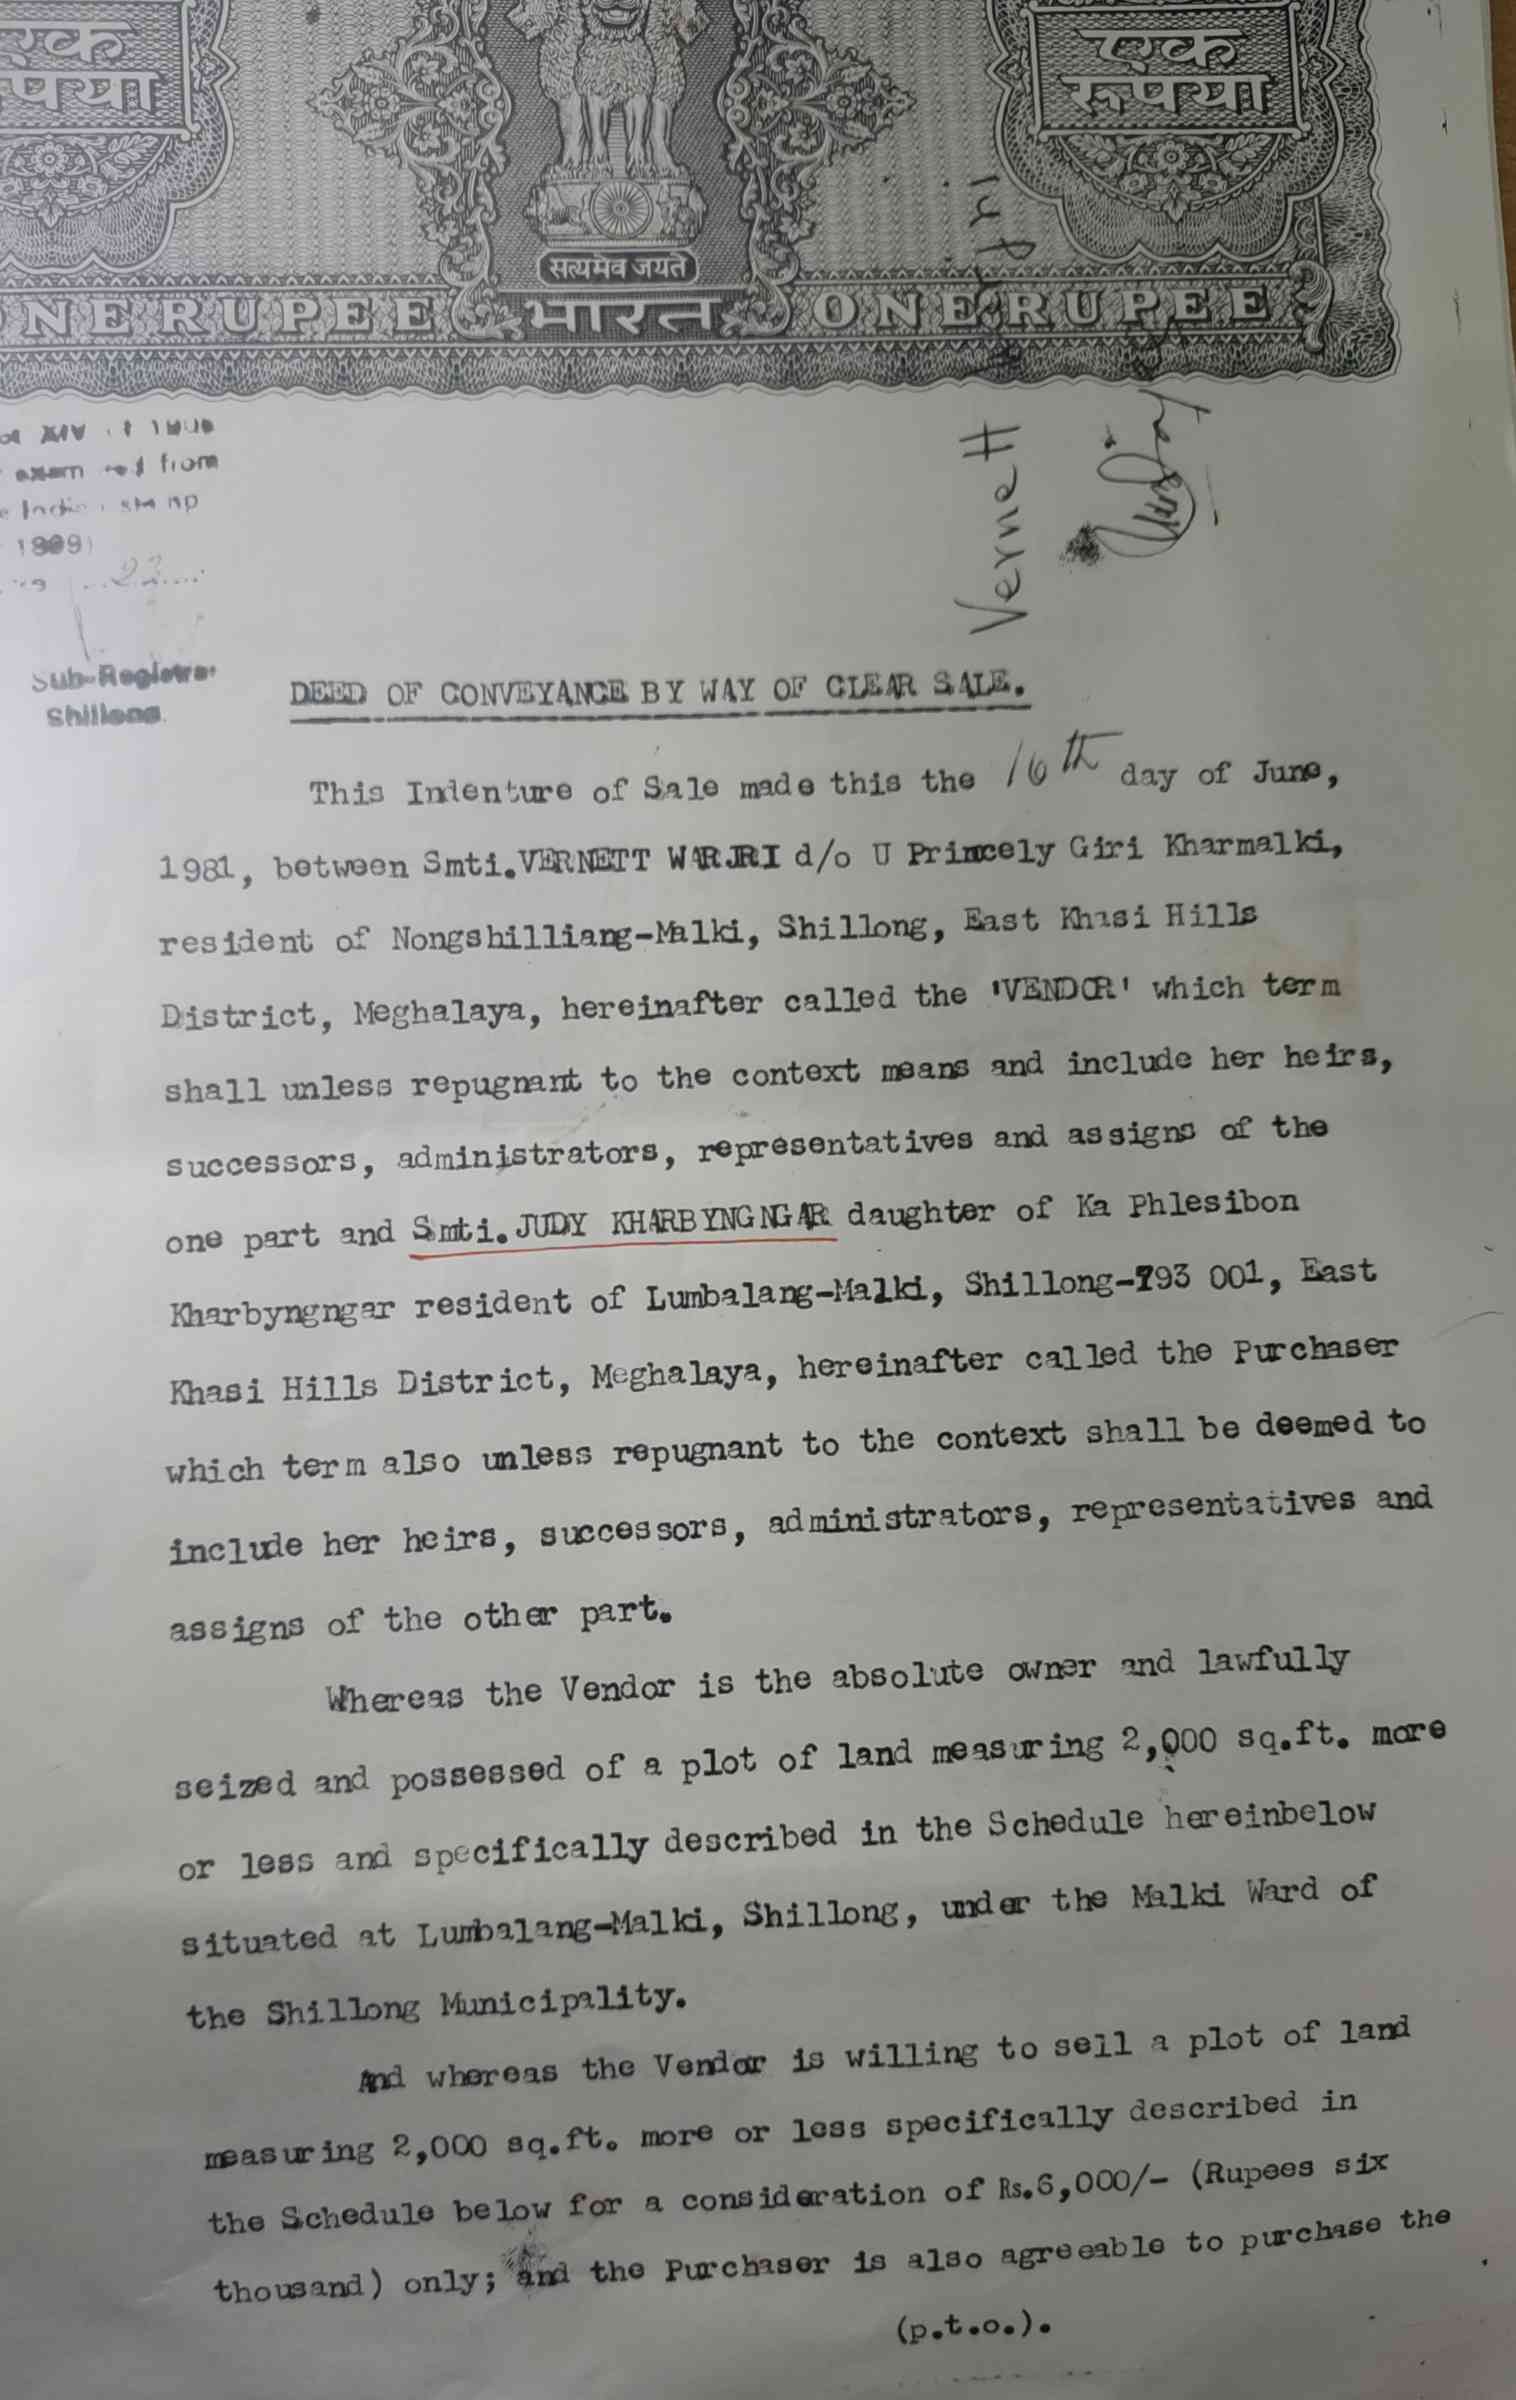 एक
रुपया
एक
रूपया
सत्यमेव जयते
ONE RUPEE भारत ONE RUPEE
Vernett
from
1899)
23
Sub-Registrar
Shillong.
DEED OF CONVEYANCE BY WAY OF CLEAR SALE.
This Indenture of Sale made this the 16th day of June,
1981, between Smti.VERNETT WARJRI d/o U Princely Giri Kharmalki,
resident of Nongshilliang-Malki, Shillong, East Khasi Hills
District, Meghalaya, hereinafter called the 'VENDOR' which term
shall unless repugnant to the context means and include her heirs,
successors, administrators, representatives and assigns of the
one part and Smti.JUDY KHARBYNGNGAR daughter of Ka Phlesibon
Kharbyngngar resident of Lumbalang-Malki, Shillong-793 001, East
Khasi Hills District, Meghalaya, hereinafter called the Purchaser
which term also unless repugnant to the context shall be deemed to
include her heirs, successors, administrators, representatives and
assigns of the other part.
Whereas the Vendor is the absolute owner and lawfully
seized and possessed of a plot of land measuring 2,000 sq.ft. more
or less and specifically described in the Schedule hereinbelow
situated at Lumbalang-Malki, Shillong, under the Malki Ward of
the Shillong Municipality.
And whereas the Vendor is willing to sell a plot of land
measuring 2,000 sq.ft. more or less specifically described in
the Schedule below for a consideration of Rs.6,000/- (Rupees six
thousand) only; and the Purchaser is also agreeable to purchase the
(p.t.o.).